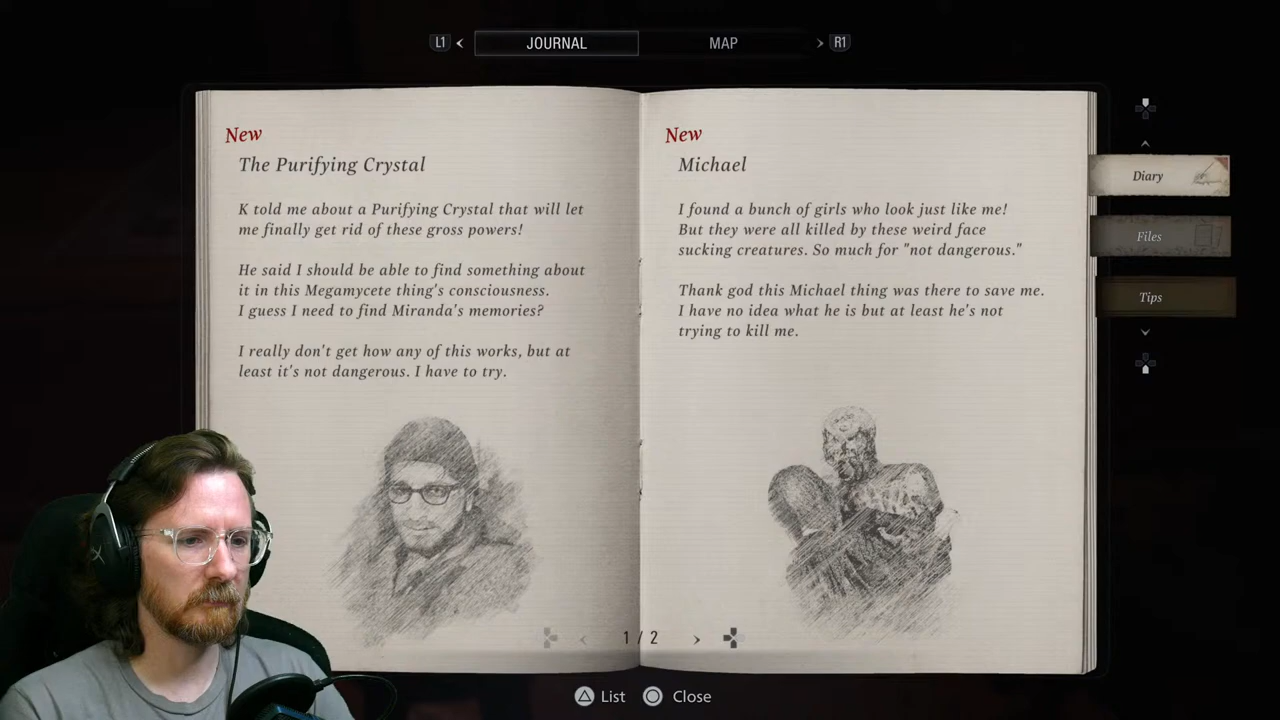 L1
JOURNAL
MAP
R1
New
The Purifying Crystal
K told me about a Purifying Crystal that will let
me finally get rid of these gross powers!
He said I should be able to find something about
it in this Megamycete thing's consciousness.
I guess I need to find Miranda's memories?
I really don't get how any of this works, but at
least it's not dangerous. I have to try.
New
Michael
I found a bunch of girls who look just like me!
But they were all killed by these weird face
sucking creatures. So much for "not dangerous."
Thank god this Michael thing was there to save me.
I have no idea what he is but at least he's not
trying to kill me.
Diary
Files
Tips
1 / 2
List
Close